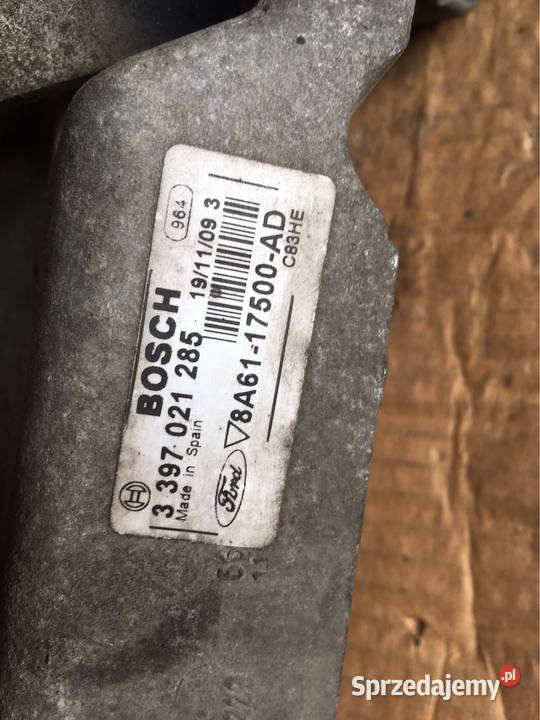 964
BOSCH
3 397 021 285
19/11/09 3
Made in Spain
Ford
8A61-17500-AD
C83HE
Sprzedajemy.pl